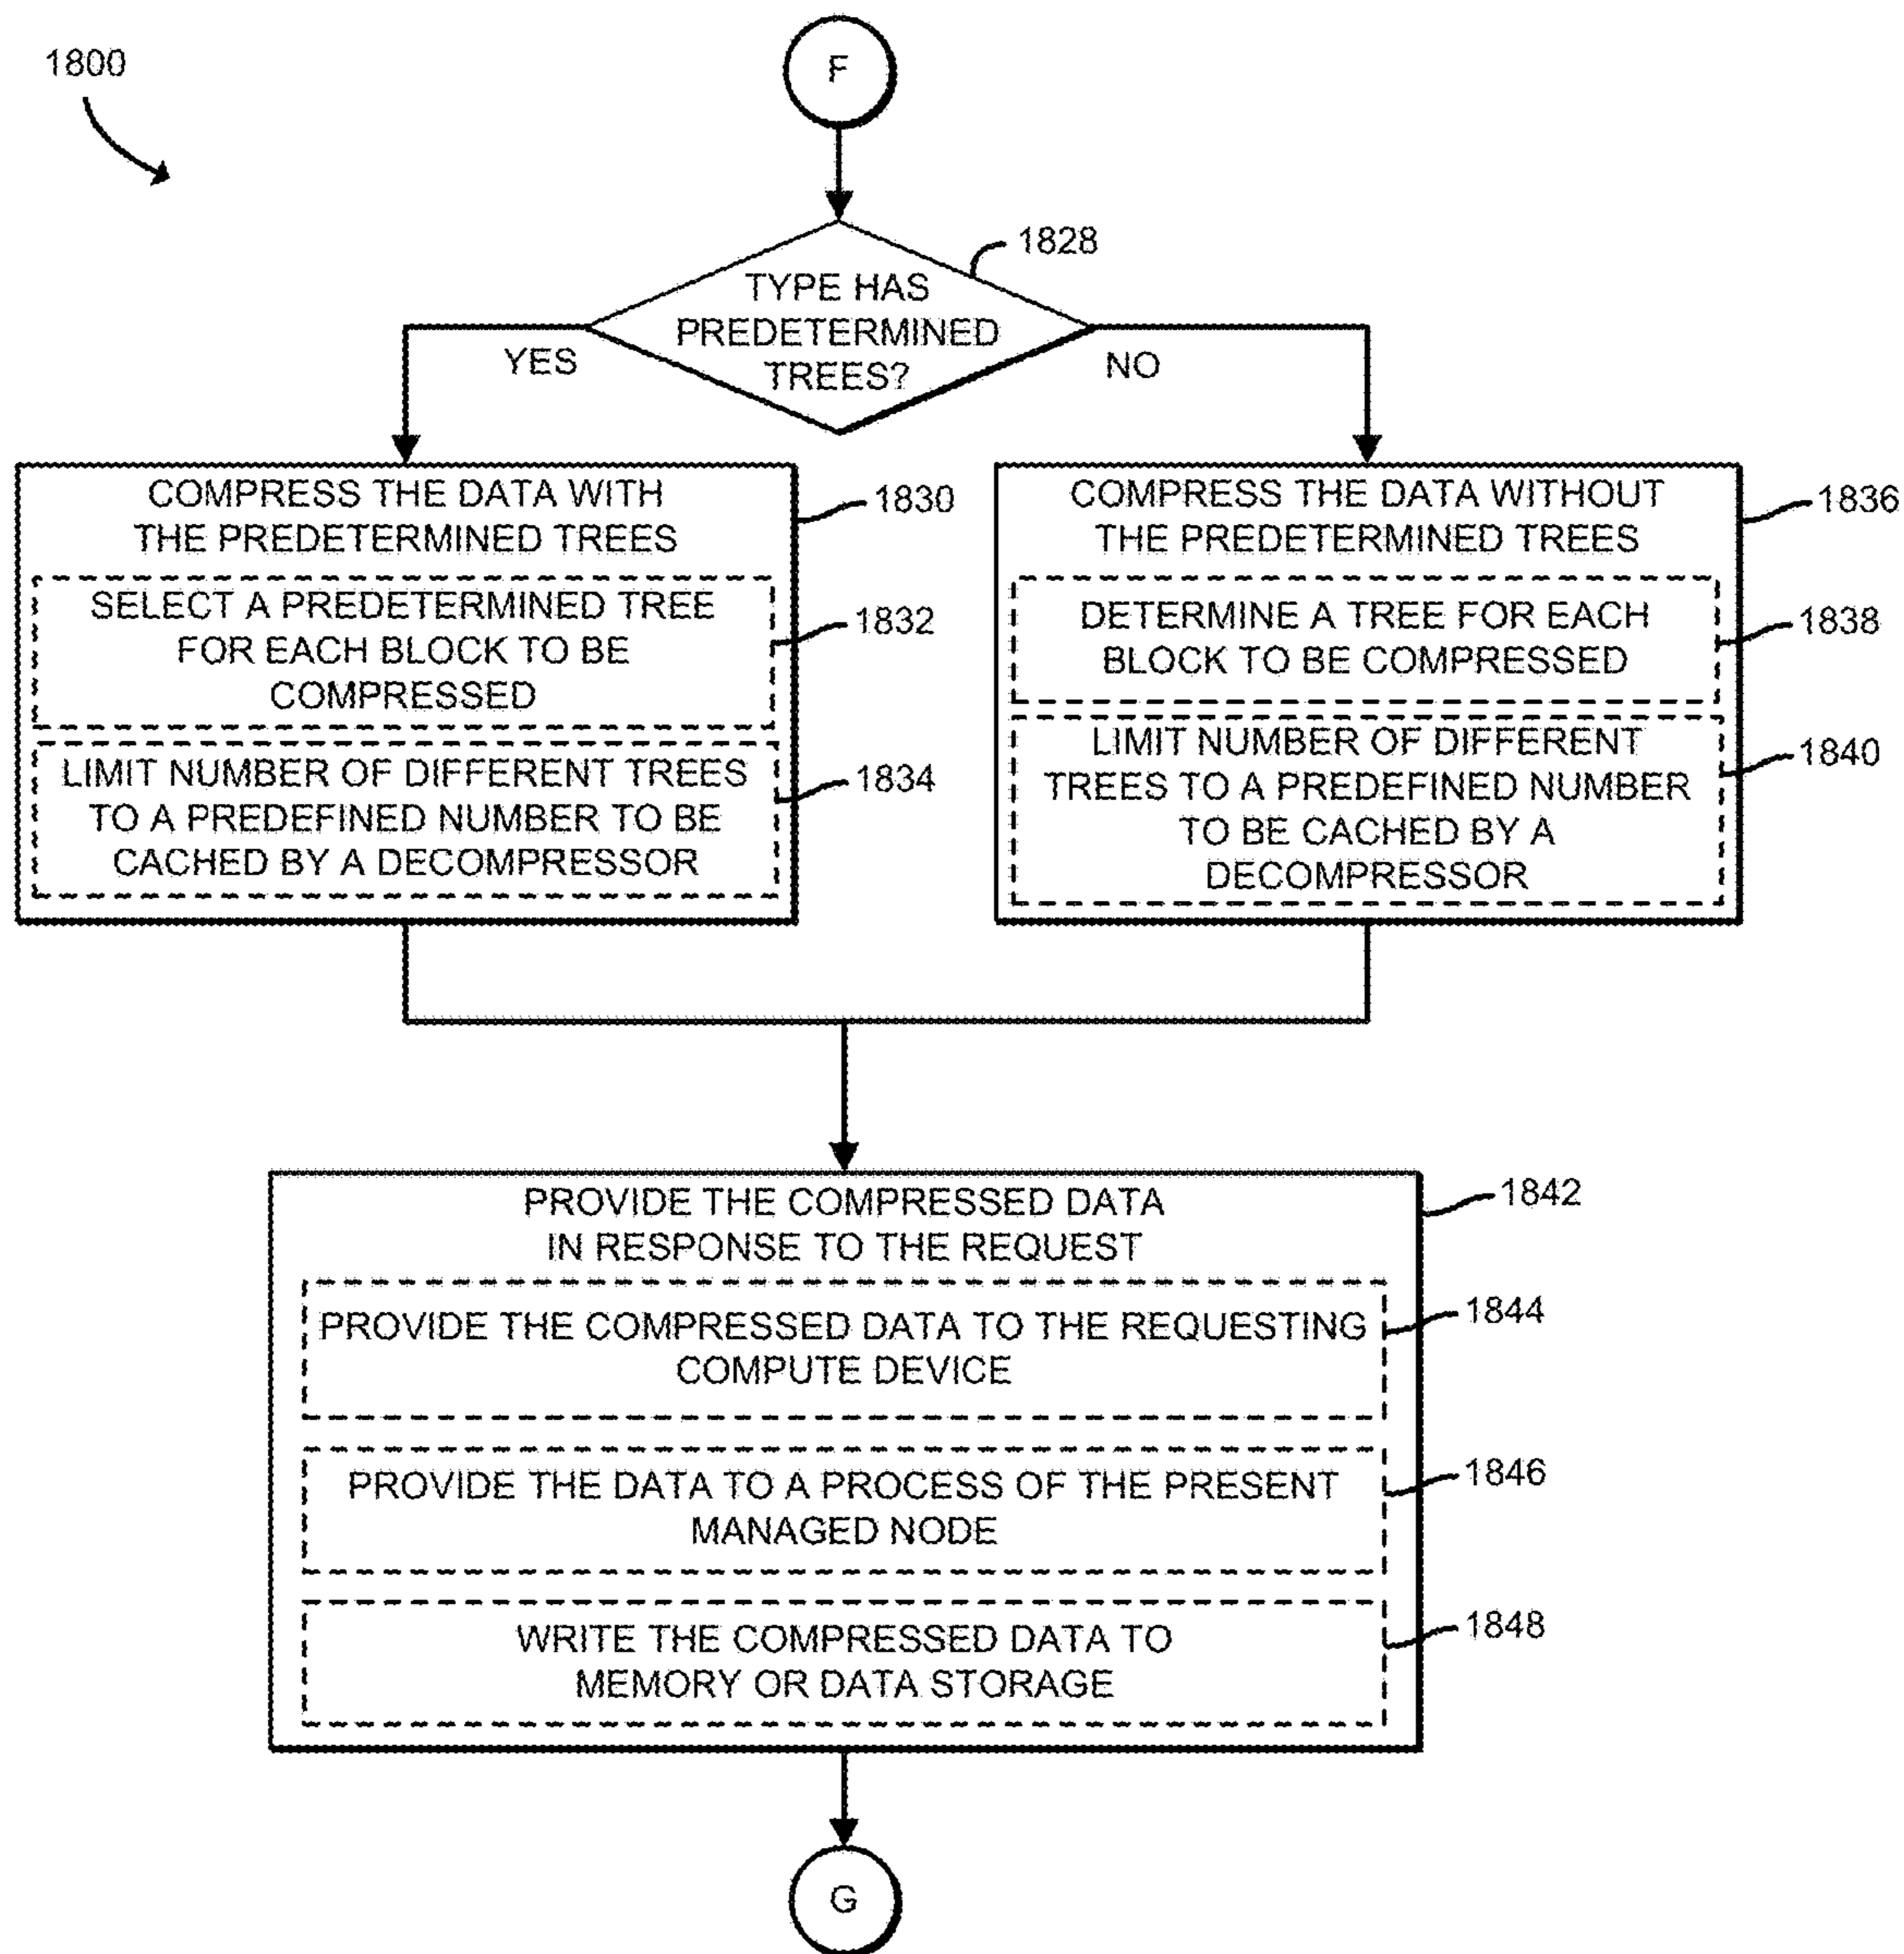 1800
F
1828
TYPE HAS
PREDETERMINED
TREES?
YES
NO
COMPRESS THE DATA WITH
THE PREDETERMINED TREES
1830
SELECT A PREDETERMINED TREE
FOR EACH BLOCK TO BE
COMPRESSED
1832
LIMIT NUMBER OF DIFFERENT TREES
TO A PREDEFINED NUMBER TO BE
CACHED BY A DECOMPRESSOR
1834
COMPRESS THE DATA WITHOUT
THE PREDETERMINED TREES
1836
DETERMINE A TREE FOR EACH
BLOCK TO BE COMPRESSED
1838
LIMIT NUMBER OF DIFFERENT
TREES TO A PREDEFINED NUMBER
TO BE CACHED BY A
DECOMPRESSOR
1840
PROVIDE THE COMPRESSED DATA
IN RESPONSE TO THE REQUEST
1842
PROVIDE THE COMPRESSED DATA TO THE REQUESTING
COMPUTE DEVICE
1844
PROVIDE THE DATA TO A PROCESS OF THE PRESENT
MANAGED NODE
1846
WRITE THE COMPRESSED DATA TO
MEMORY OR DATA STORAGE
1848
G